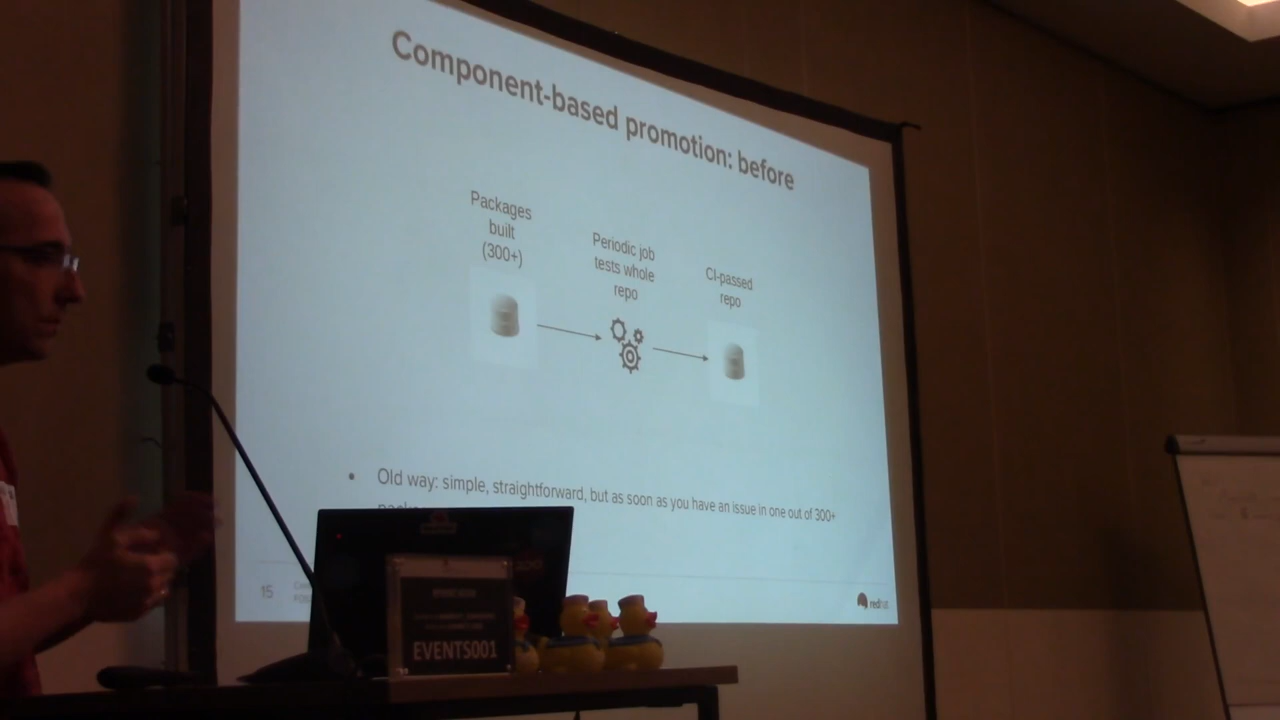 Component-based promotion: before
Packages
built
(300+)
Periodic job
tests whole
repo
CI-passed
repo
• Old way: simple, straightforward, but as soon as you have an issue in one out of 300+
15
redhat
EVENTS001